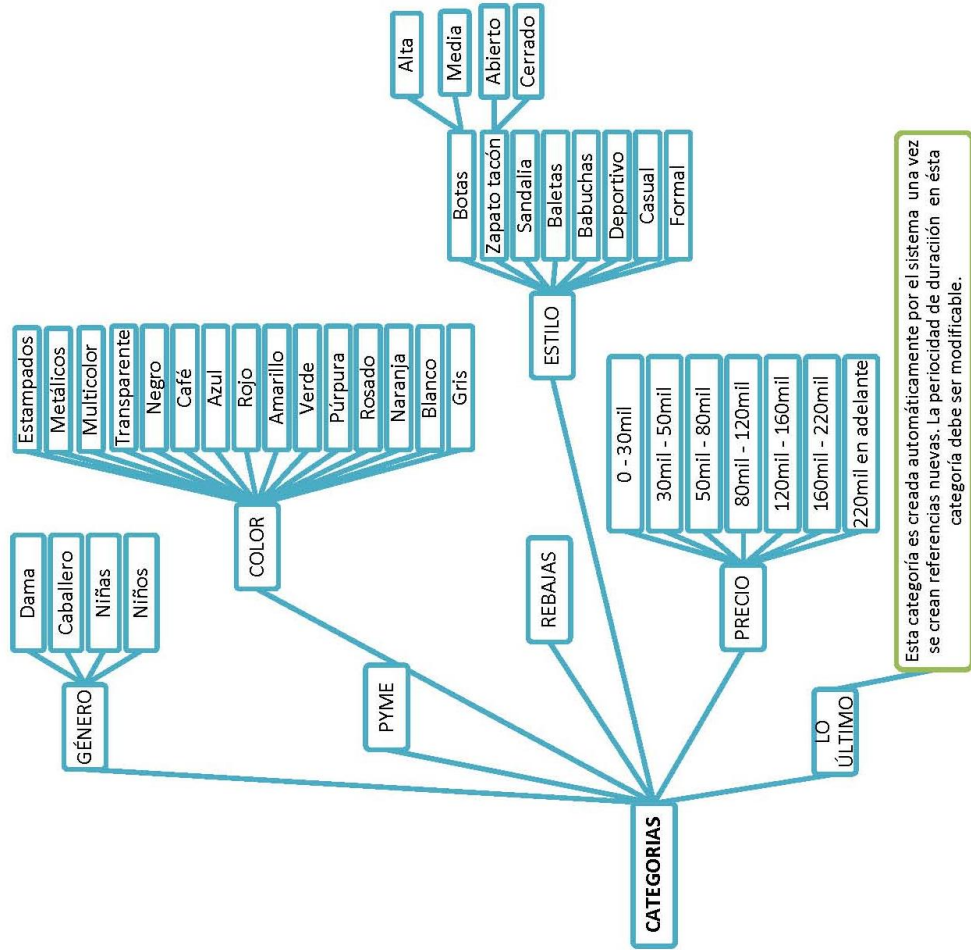 CATEGORIAS
GÉNERO
Dama
Caballero
Niñas
Niños
PYME
COLOR
Estampados
Metálicos
Multicolor
Transparente
Negro
Café
Azul
Rojo
Amarillo
Verde
Púrpura
Rosado
Naranja
Blanco
Gris
REBAJAS
ESTILO
Botas
Alta
Media
Zapato tacón
Abierto
Cerrado
Sandalia
Baletas
Babuchas
Deportivo
Casual
Formal
PRECIO
0 - 30mil
30mil - 50mil
50mil - 80mil
80mil - 120mil
120mil - 160mil
160mil - 220mil
220mil en adelante
LO
ÚLTIMO
Esta categoría es creada automáticamente por el sistema una vez
se crean referencias nuevas. La periocidad de duración en ésta
categoría debe ser modificable.